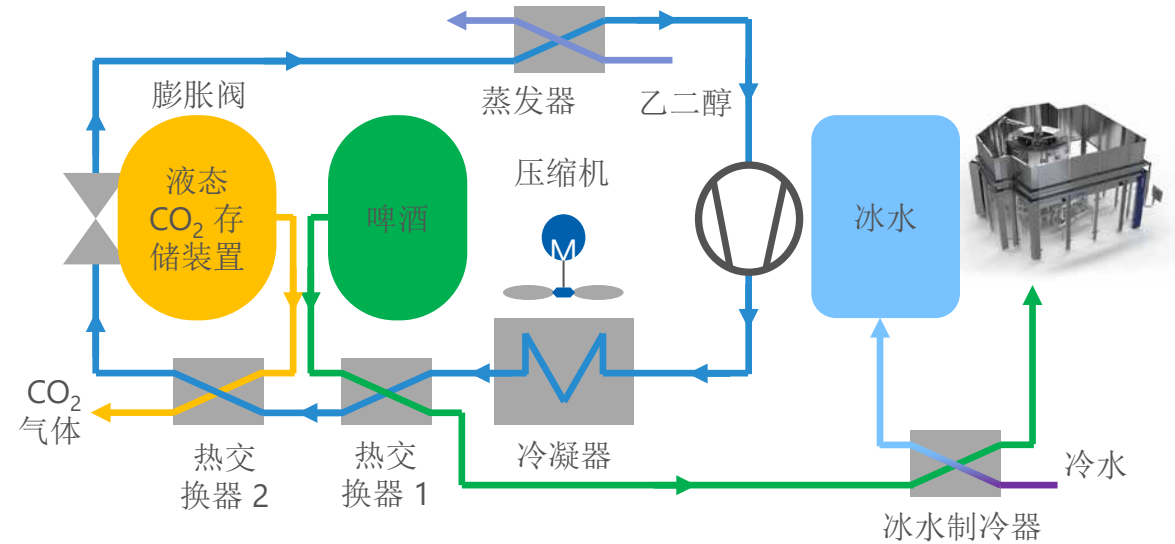 膨胀阀
蒸发器
乙二醇
液态
CO₂ 存
储装置
啤酒
压缩机
M
冰水
CO₂
气体
热交
换器 2
热交
换器 1
冷凝器
冷水
冰水制冷器